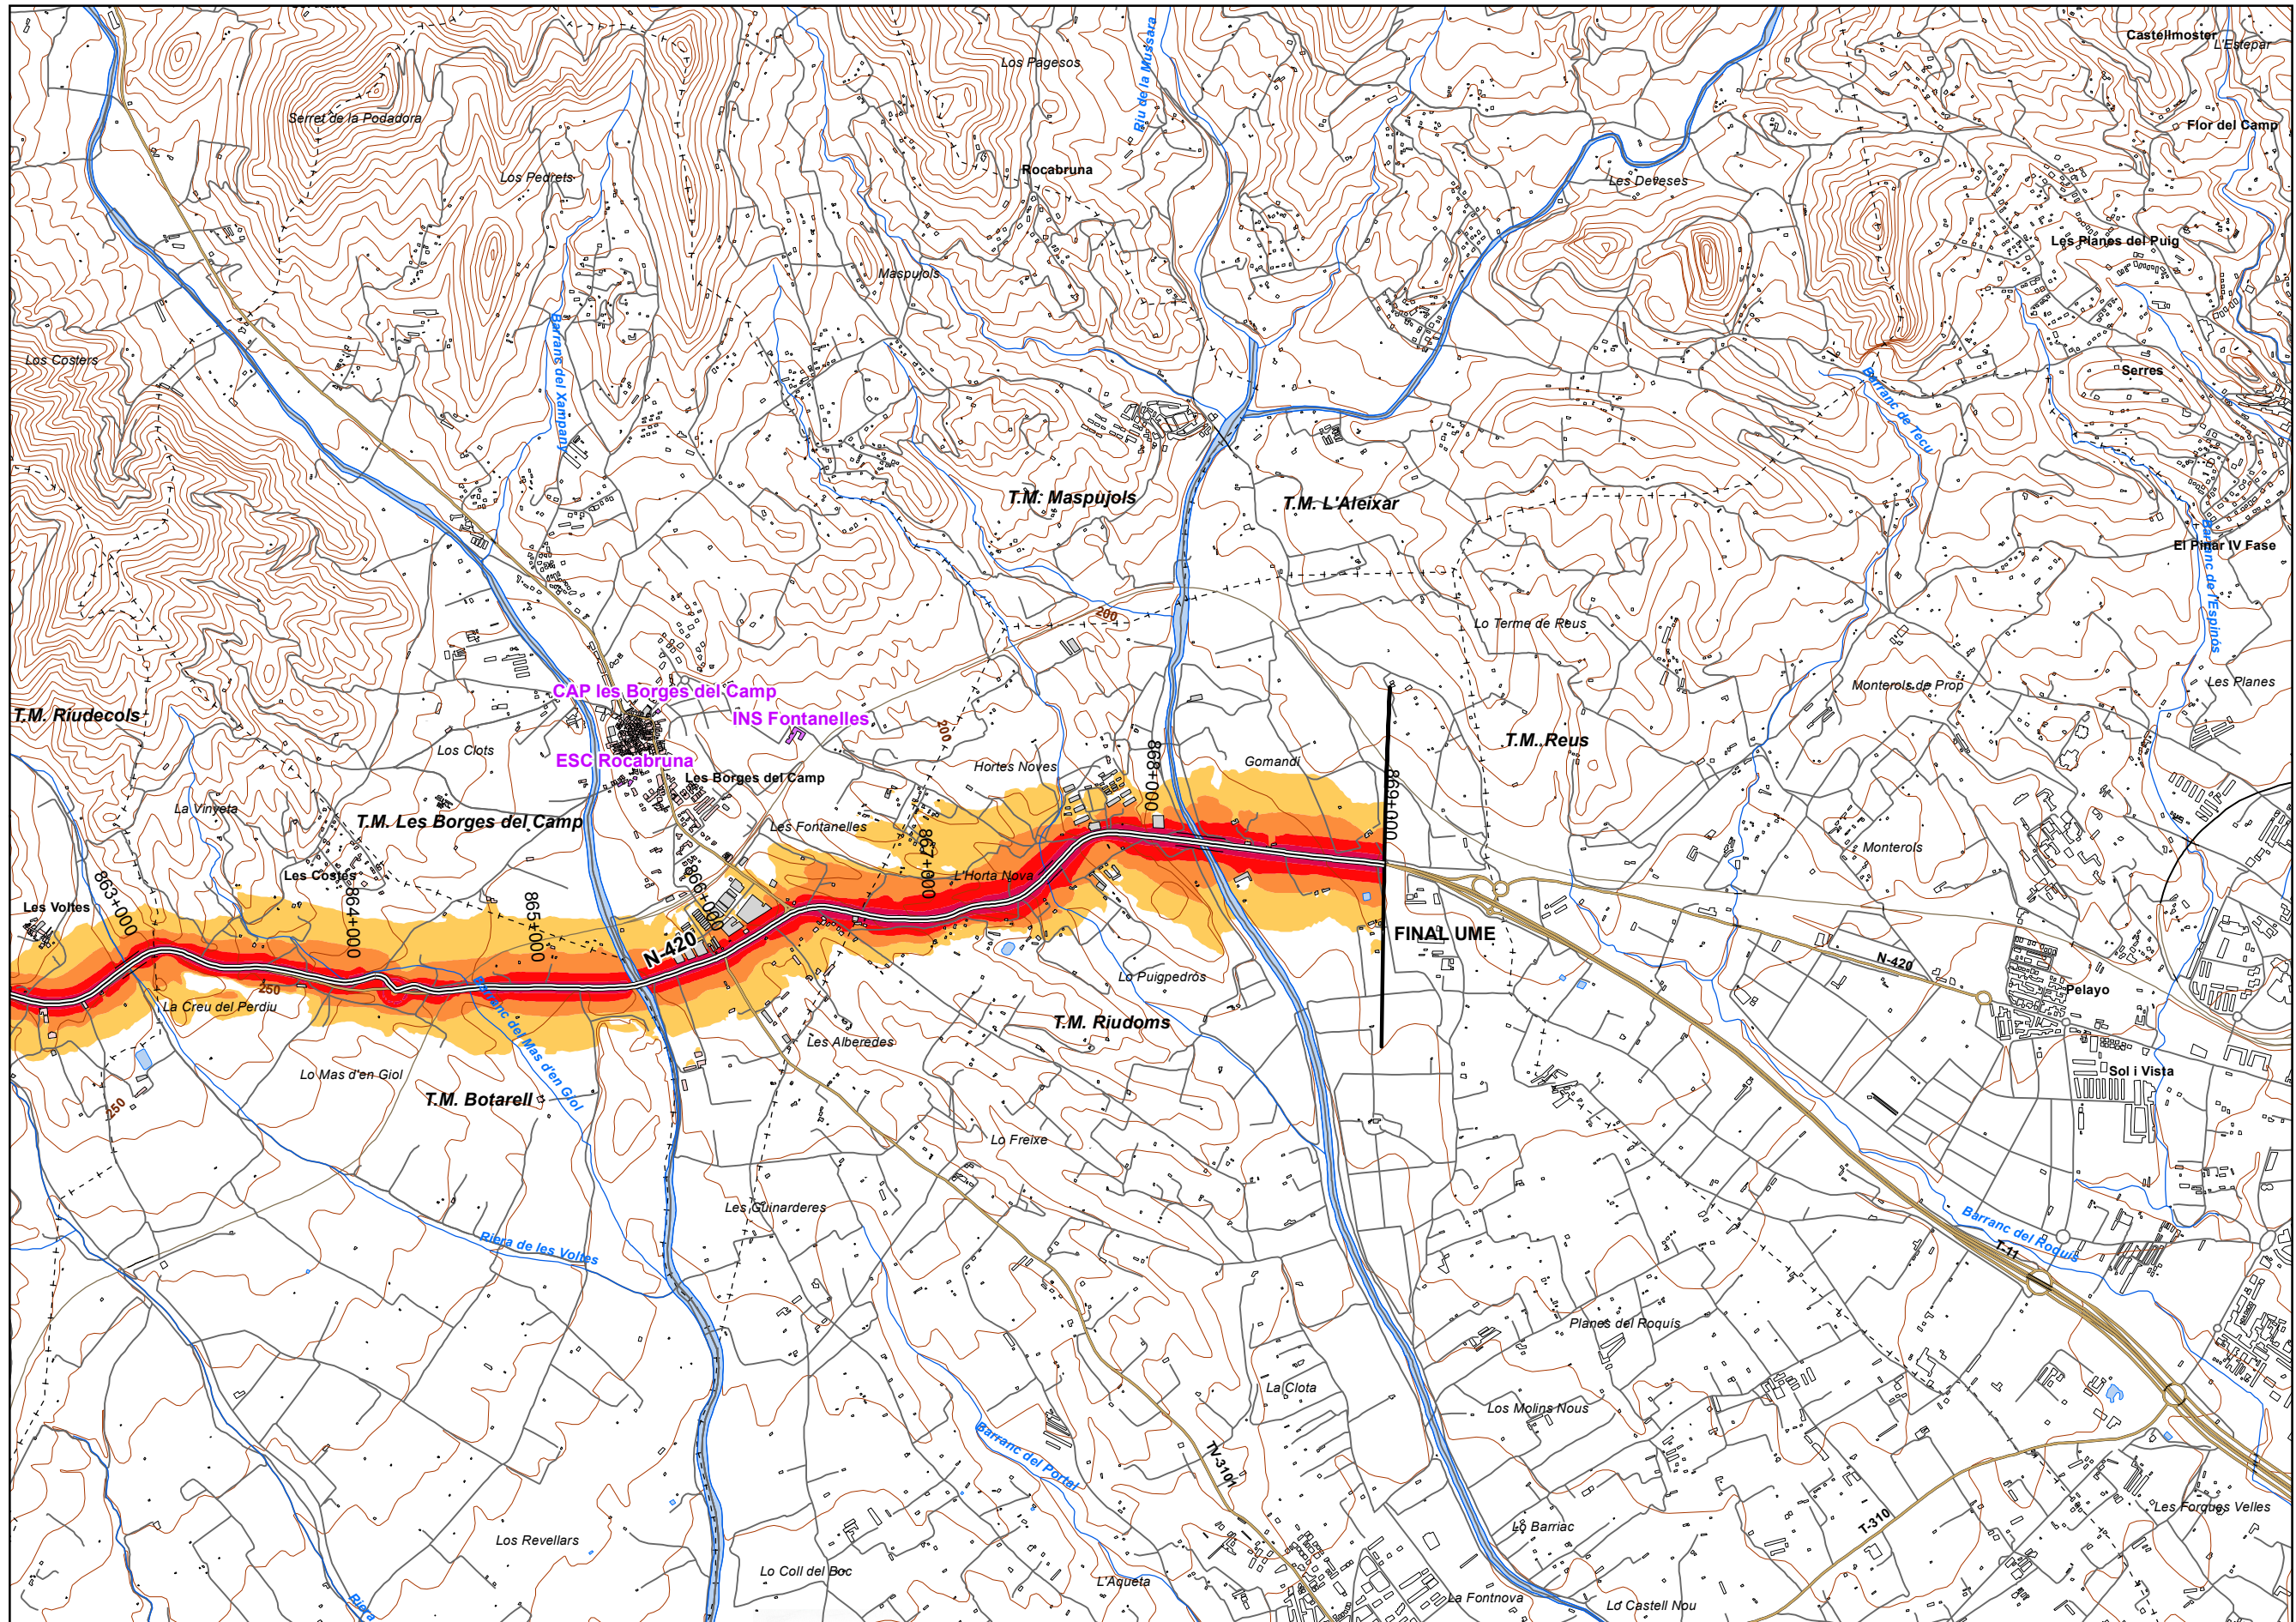 Castellmoster
L'Estepar
Los Pagesos
Riu de la Mussara
Serret de la Podadora
Flor del Camp
Rocabruna
Los Pedrets
Les Deveses
Les Planes del Puig
Maspujols
Barranc del Xampany
Los Costers
Serres
Barranc de Tecu
T.M. Maspujols
T.M. L'Aleixar
El Pinar IV Fase
Barranc de l'Espinós
200
Lo Terme de Reus
CAP les Borges del Camp
Monterols de Prop
Les Planes
T.M. Riudecols
INS Fontanelles
200
Los Clots
T.M. Reus
ESC Rocabruna
Hortes Noves
Gomandi
Les Borges del Camp
868+000
869+000
La Vinyeta
T.M. Les Borges del Camp
Les Fontanelles
867+000
Monterols
Les Costes
L'Horta Nova
863+000
864+000
865+000
866+000
Les Voltes
FINAL UME
N-420
N-420
Lo Puigpedrós
250
Pelayo
La Creu del Perdiu
Barranc del Mas d'en Giol
T.M. Riudoms
Les Alberedes
Lo Mas d'en Giol
Sol i Vista
250
T.M. Botarell
Lo Freixe
Les Guinarderes
Barranc del Roquís
Riera de les Voltes
T-11
Planes del Roquís
La Clota
Los Molins Nous
Barranc del Portal
TV-3101
Les Forques Velles
Lo Barriac
T-310
Los Revellars
Lo Coll del Boc
L'Aqueta
La Fontnova
Lo Castell Nou
Riera